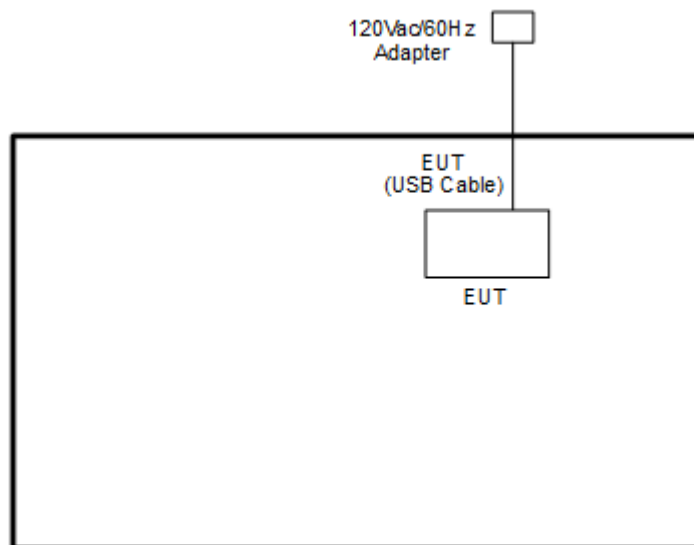 120Vac/60Hz
Adapter
EUT
(USB Cable)
EUT